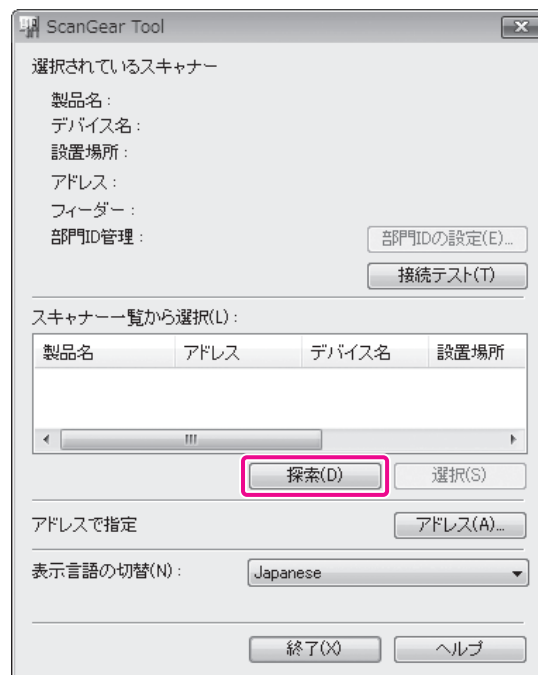 ScanGear Tool
選択されているスキャナー
製品名：
デバイス名：
設置場所：
アドレス：
フィーダー：
部門ID管理： 部門IDの設定(E)...
接続テスト(T)
スキャナー一覧から選択(L)：
製品名 アドレス デバイス名 設置場所
探索(D) 選択(S)
アドレスで指定 アドレス(A)...
表示言語の切替(N)： Japanese
終了(X) ヘルプ